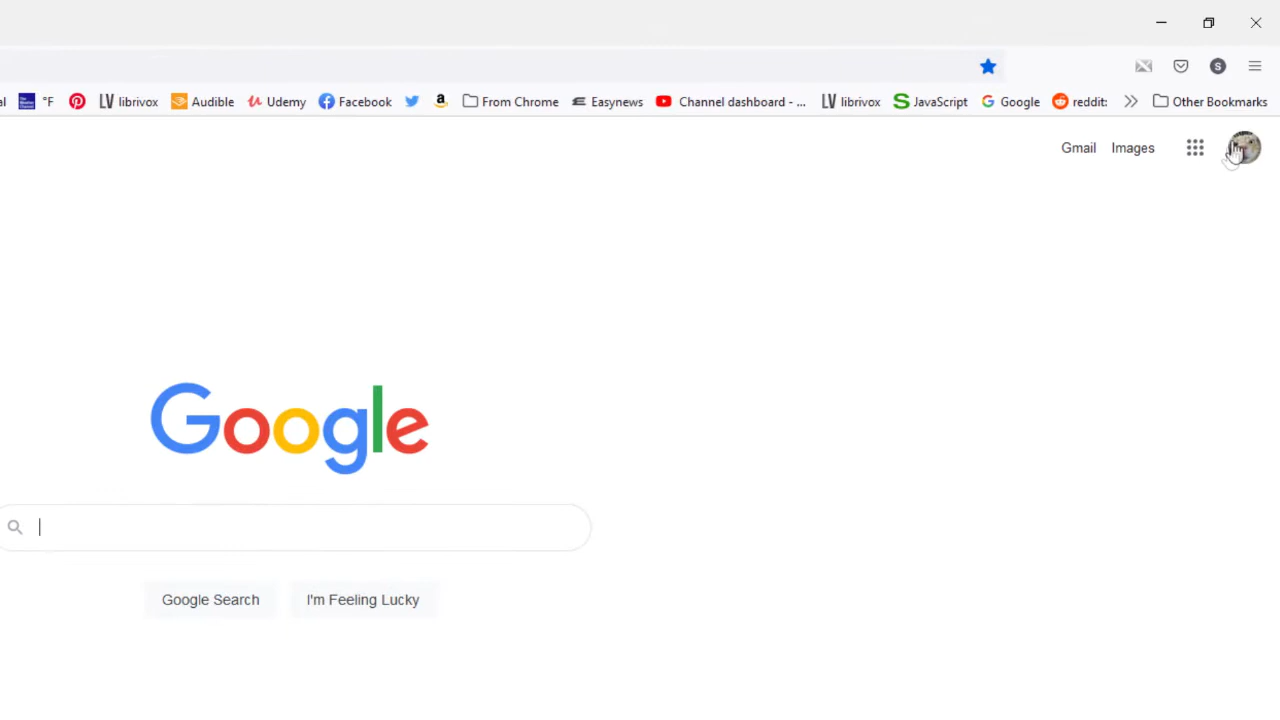 al °F librivox Audible Udemy Facebook From Chrome Easynews Channel dashboard - ... librivox JavaScript Google reddit: Other Bookmarks
S
Gmail Images
Google
Google Search I'm Feeling Lucky